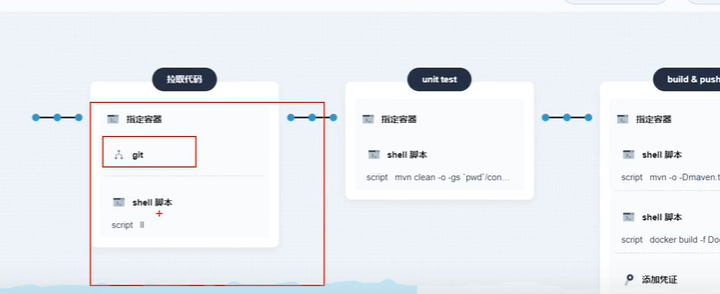 拉取代码
指定容器
git
shell 脚本
script ll
unit test
指定容器
shell 脚本
script mvn clean -o -gs `pwd`/con...
build & push
指定容器
shell 脚本
script mvn -o -Dmaven.t
shell 脚本
script docker build -f Do
添加凭证